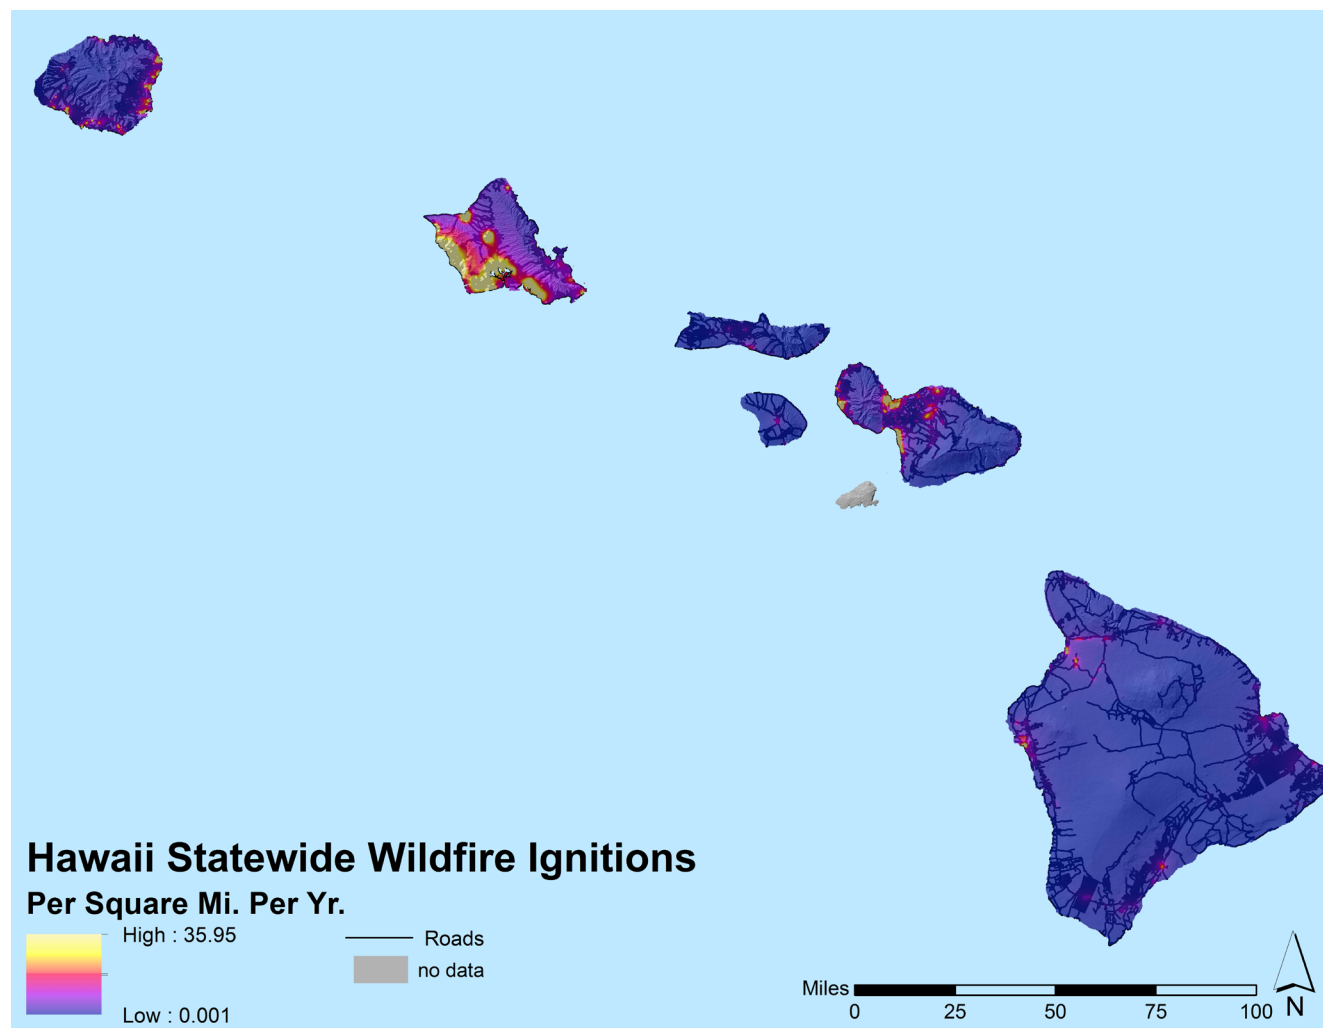 Hawaii Statewide Wildfire Ignitions
Per Square Mi. Per Yr.
High : 35.95
Low : 0.001
Roads
no data
Miles
0 25 50 75 100
N